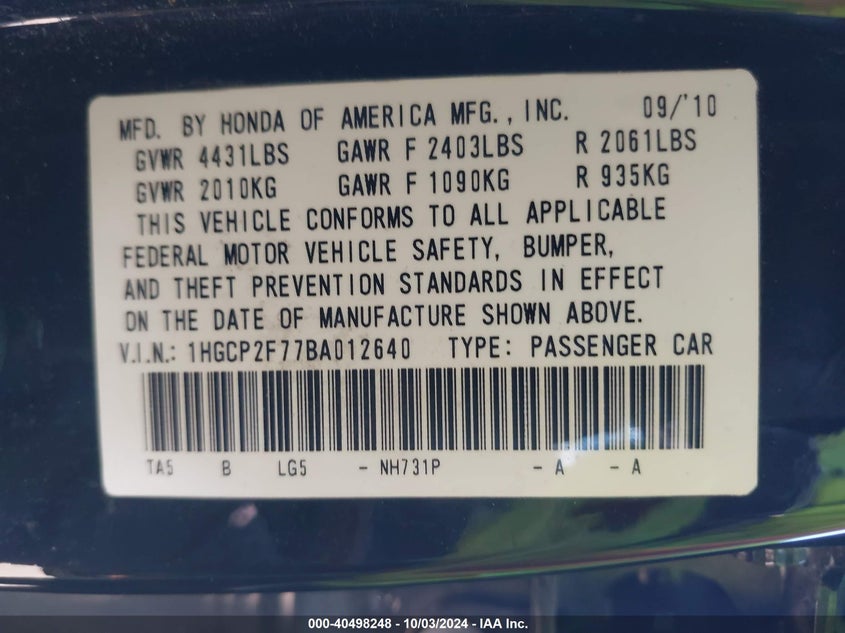 MFD. BY HONDA OF AMERICA MFG., INC. 09/'10
GVWR 4431LBS GAWR F 2403LBS R 2061LBS
GVWR 2010KG GAWR F 1090KG R 935KG
THIS VEHICLE CONFORMS TO ALL APPLICABLE
FEDERAL MOTOR VEHICLE SAFETY, BUMPER,
AND THEFT PREVENTION STANDARDS IN EFFECT
ON THE DATE OF MANUFACTURE SHOWN ABOVE.
V.I.N.: 1HGCP2F77BA012640 TYPE: PASSENGER CAR
TA5 B LG5 - NH731P - A - A
000-40498248 - 10/03/2024 - IAA Inc.